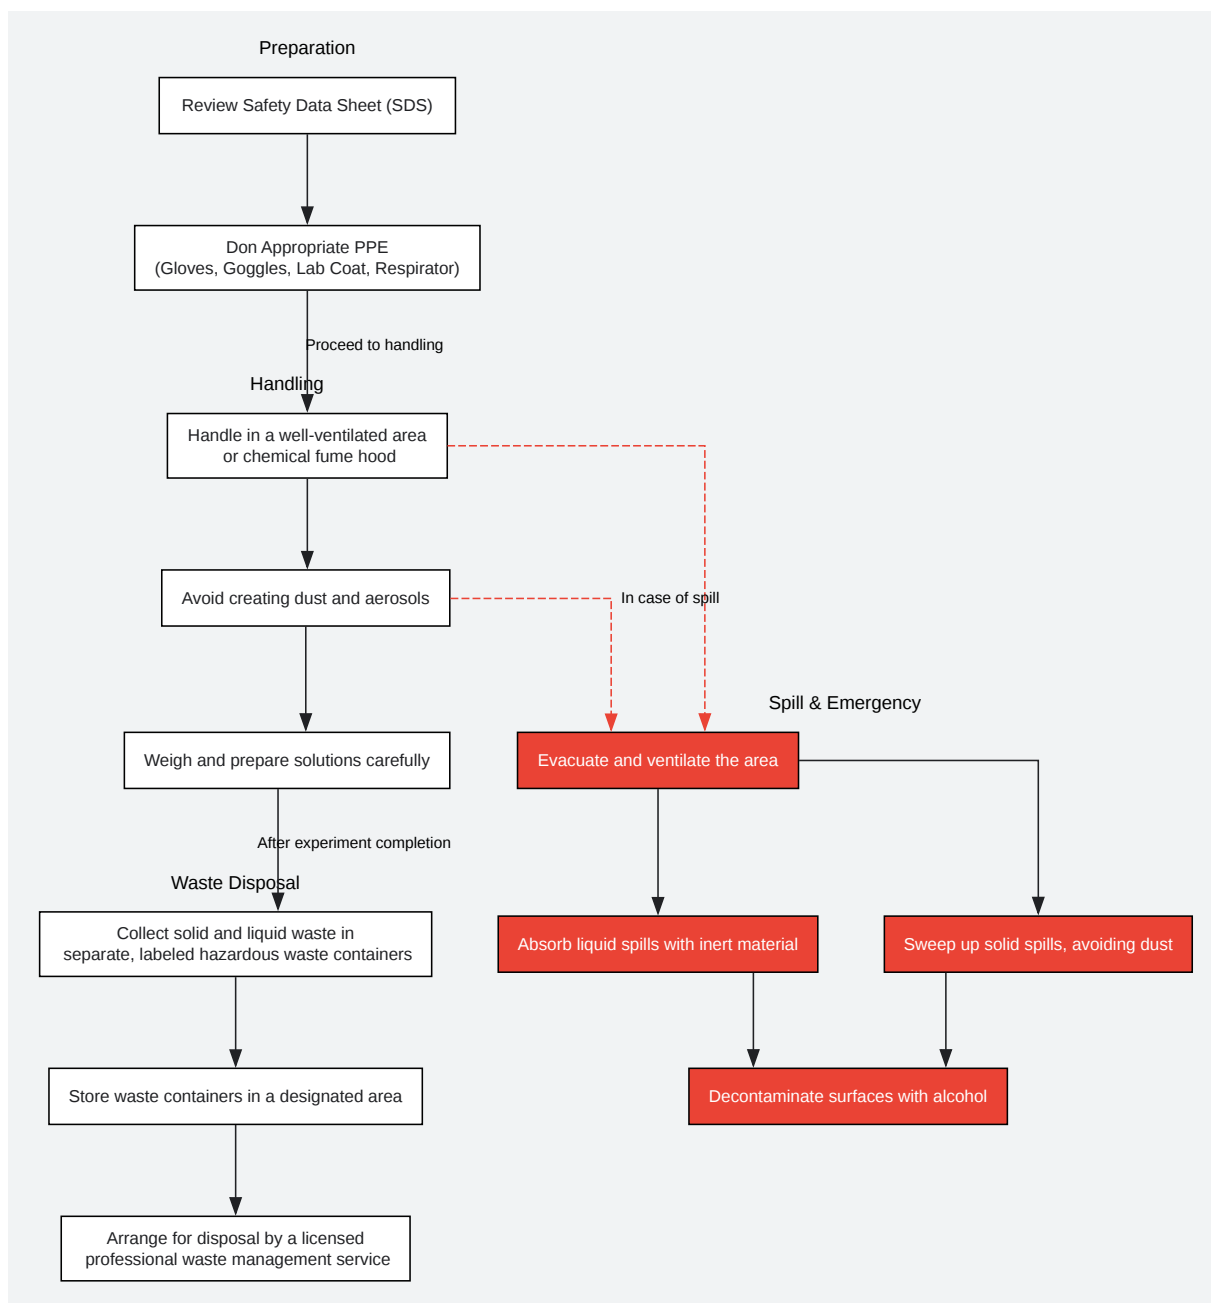 Preparation
Review Safety Data Sheet (SDS)
Don Appropriate PPE
(Gloves, Goggles, Lab Coat, Respirator)
Proceed to handling
Handling
Handle in a well-ventilated area
or chemical fume hood
Avoid creating dust and aerosols
In case of spill
Weigh and prepare solutions carefully
Spill & Emergency
Evacuate and ventilate the area
After experiment completion
Waste Disposal
Collect solid and liquid waste in
separate, labeled hazardous waste containers
Absorb liquid spills with inert material
Sweep up solid spills, avoiding dust
Store waste containers in a designated area
Decontaminate surfaces with alcohol
Arrange for disposal by a licensed
professional waste management service